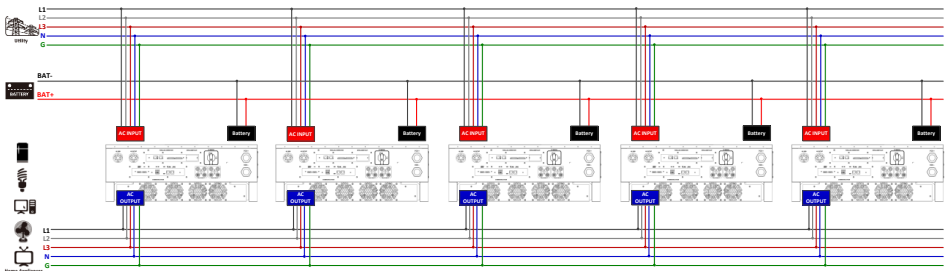 L1
L2
L3
N
G
Utility
BAT-
BATTERY
BAT+
AC INPUT
Battery
AC INPUT
Battery
AC INPUT
Battery
AC INPUT
Battery
AC INPUT
Battery
AC
OUTPUT
AC
OUTPUT
AC
OUTPUT
AC
OUTPUT
AC
OUTPUT
L1
L2
L3
N
G